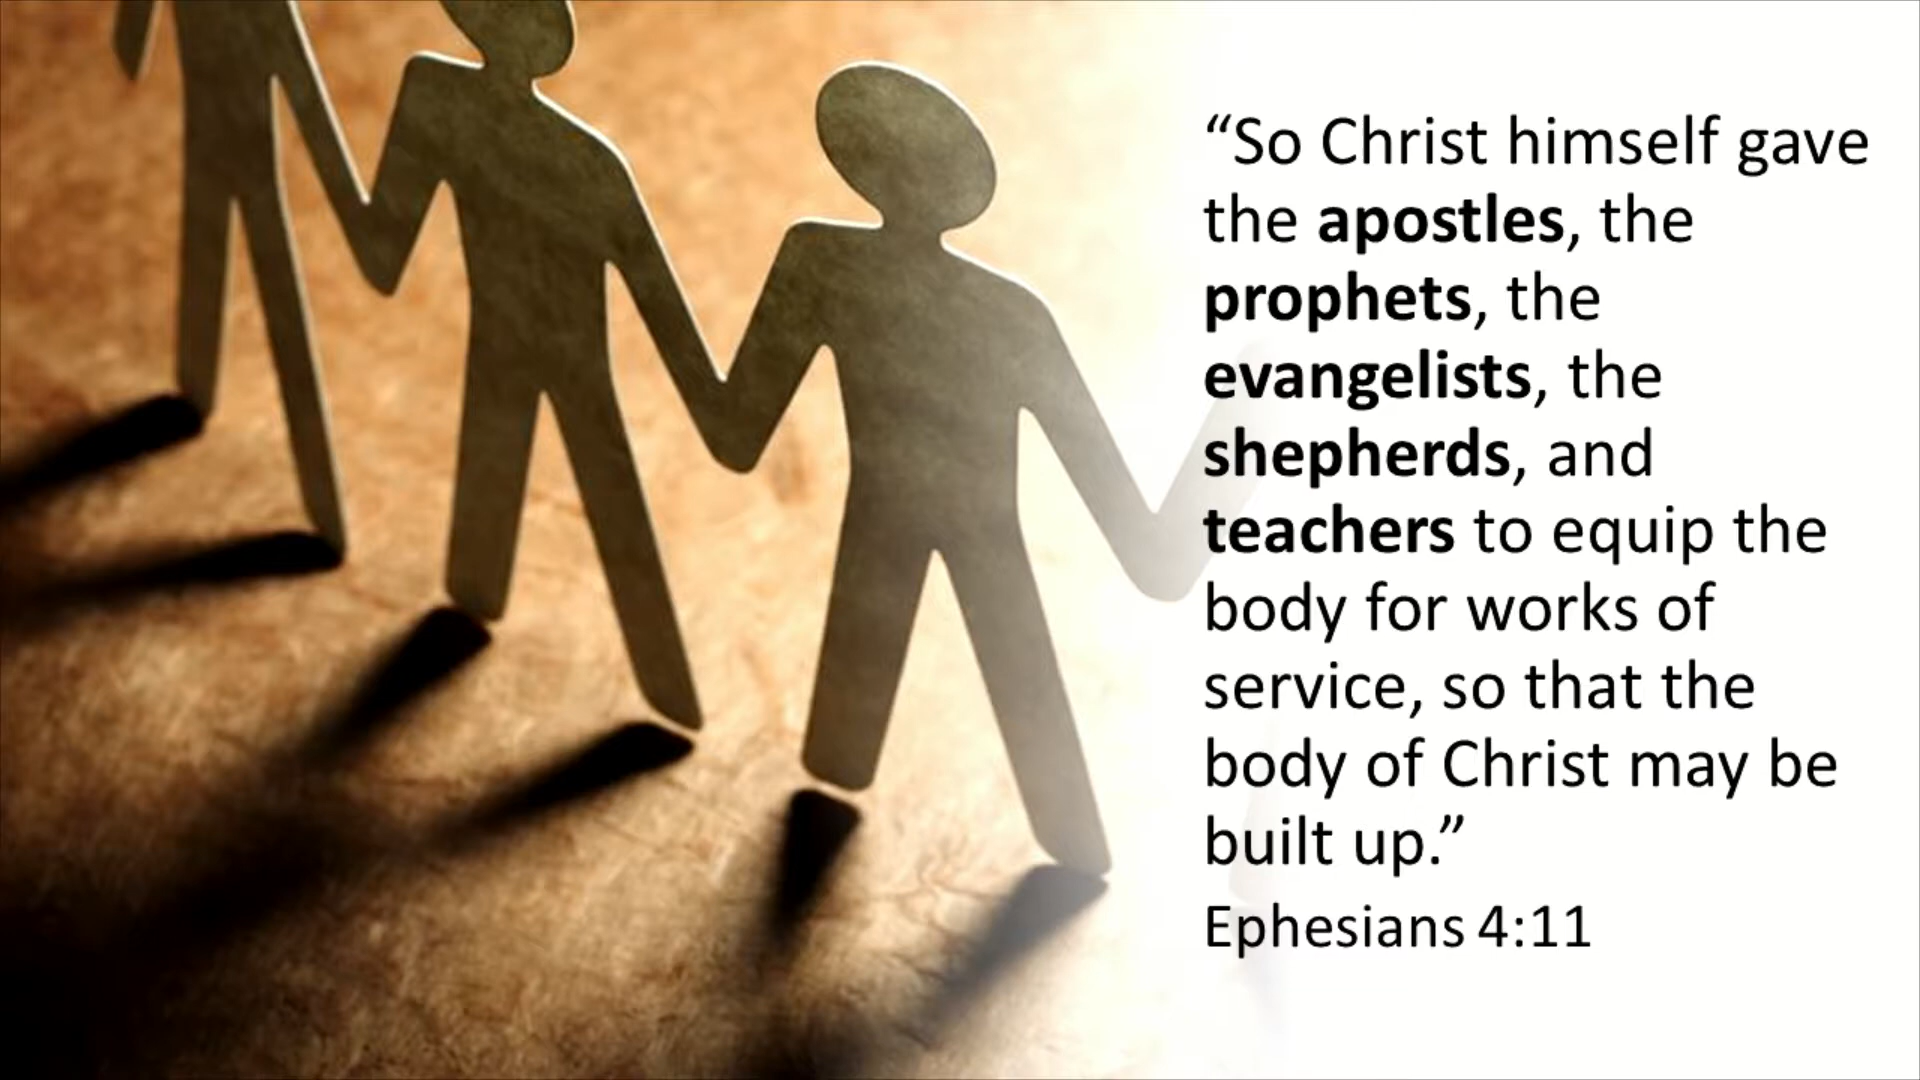 “So Christ himself gave
the apostles, the
prophets, the
evangelists, the
shepherds, and
teachers to equip the
body for works of
service, so that the
body of Christ may be
built up.”
Ephesians 4:11